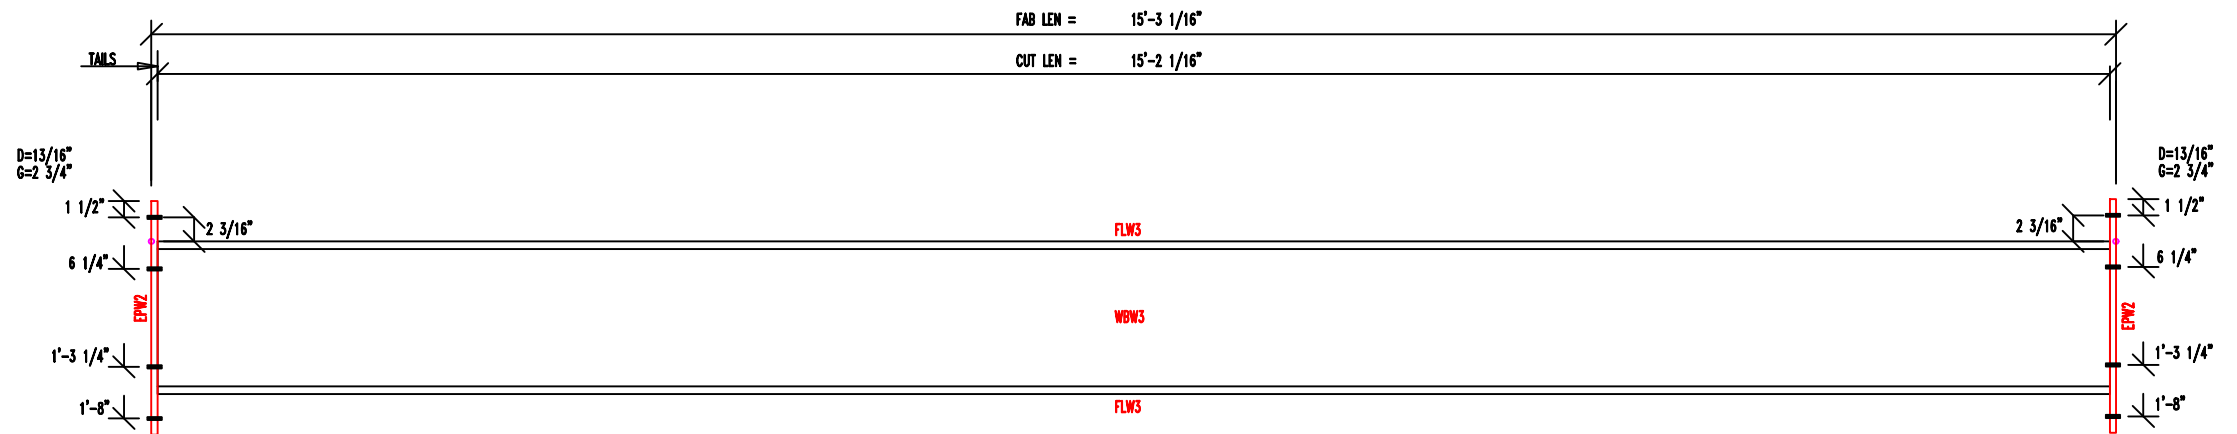 FAB LEN = 15'-3 1/16"
TAILS
CUT LEN = 15'-2 1/16"
D=13/16"
G=2 3/4"
D=13/16"
G=2 3/4"
1 1/2"
2 3/16"
FLW3
2 3/16"
1 1/2"
6 1/4"
6 1/4"
EPW2
WBW3
EPW2
1'-3 1/4"
1'-3 1/4"
1'-8"
FLW3
1'-8"